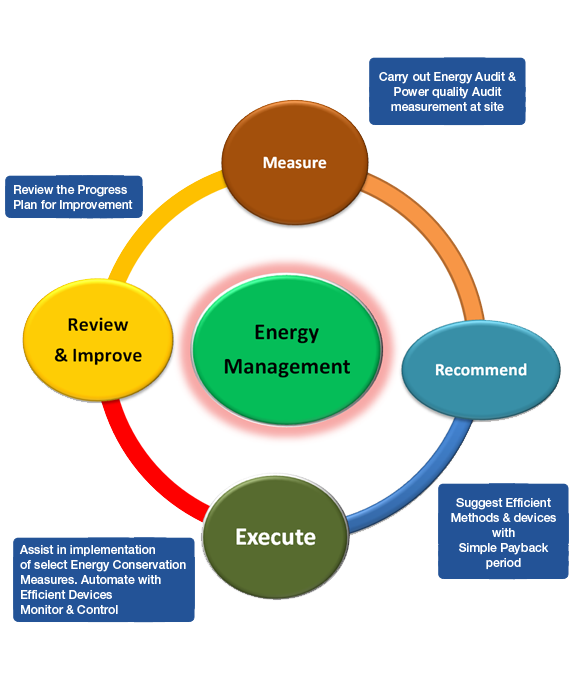 Carry out Energy Audit &
Power quality Audit
measurement at site
Measure
Review the Progress
Plan for Improvement
Review
& Improve
Energy
Management
Recommend
Suggest Efficient
Methods & devices
with
Simple Payback
period
Execute
Assist in implementation
of select Energy Conservation
Measures. Automate with
Efficient Devices
Monitor & Control